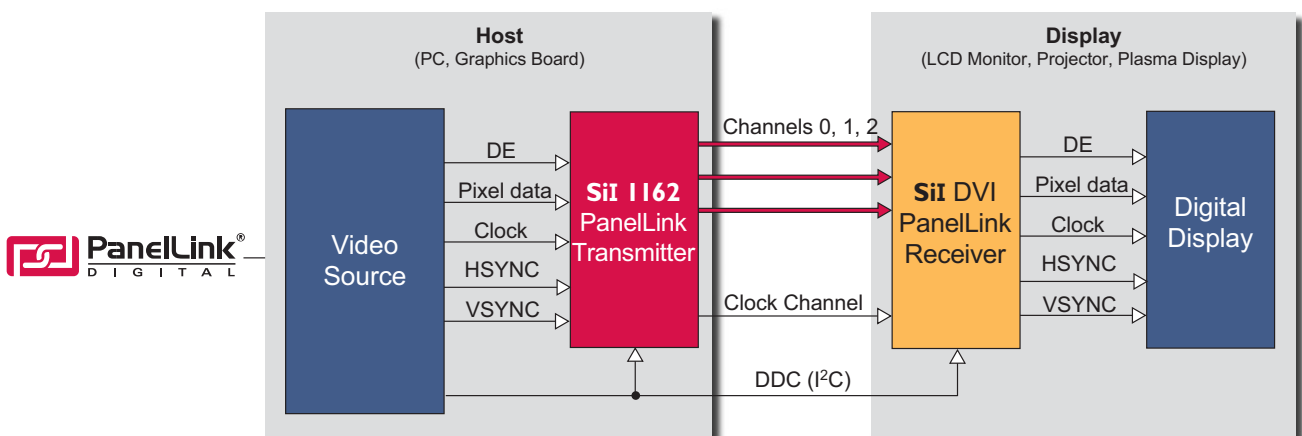 Host
(PC, Graphics Board)
Display
(LCD Monitor, Projector, Plasma Display)
PanelLink®
DIGITAL
Video
Source
DE
Pixel data
Clock
HSYNC
VSYNC
SiI 1162
PanelLink
Transmitter
Channels 0, 1, 2
Clock Channel
DDC (I²C)
SiI DVI
PanelLink
Receiver
DE
Pixel data
Clock
HSYNC
VSYNC
Digital
Display